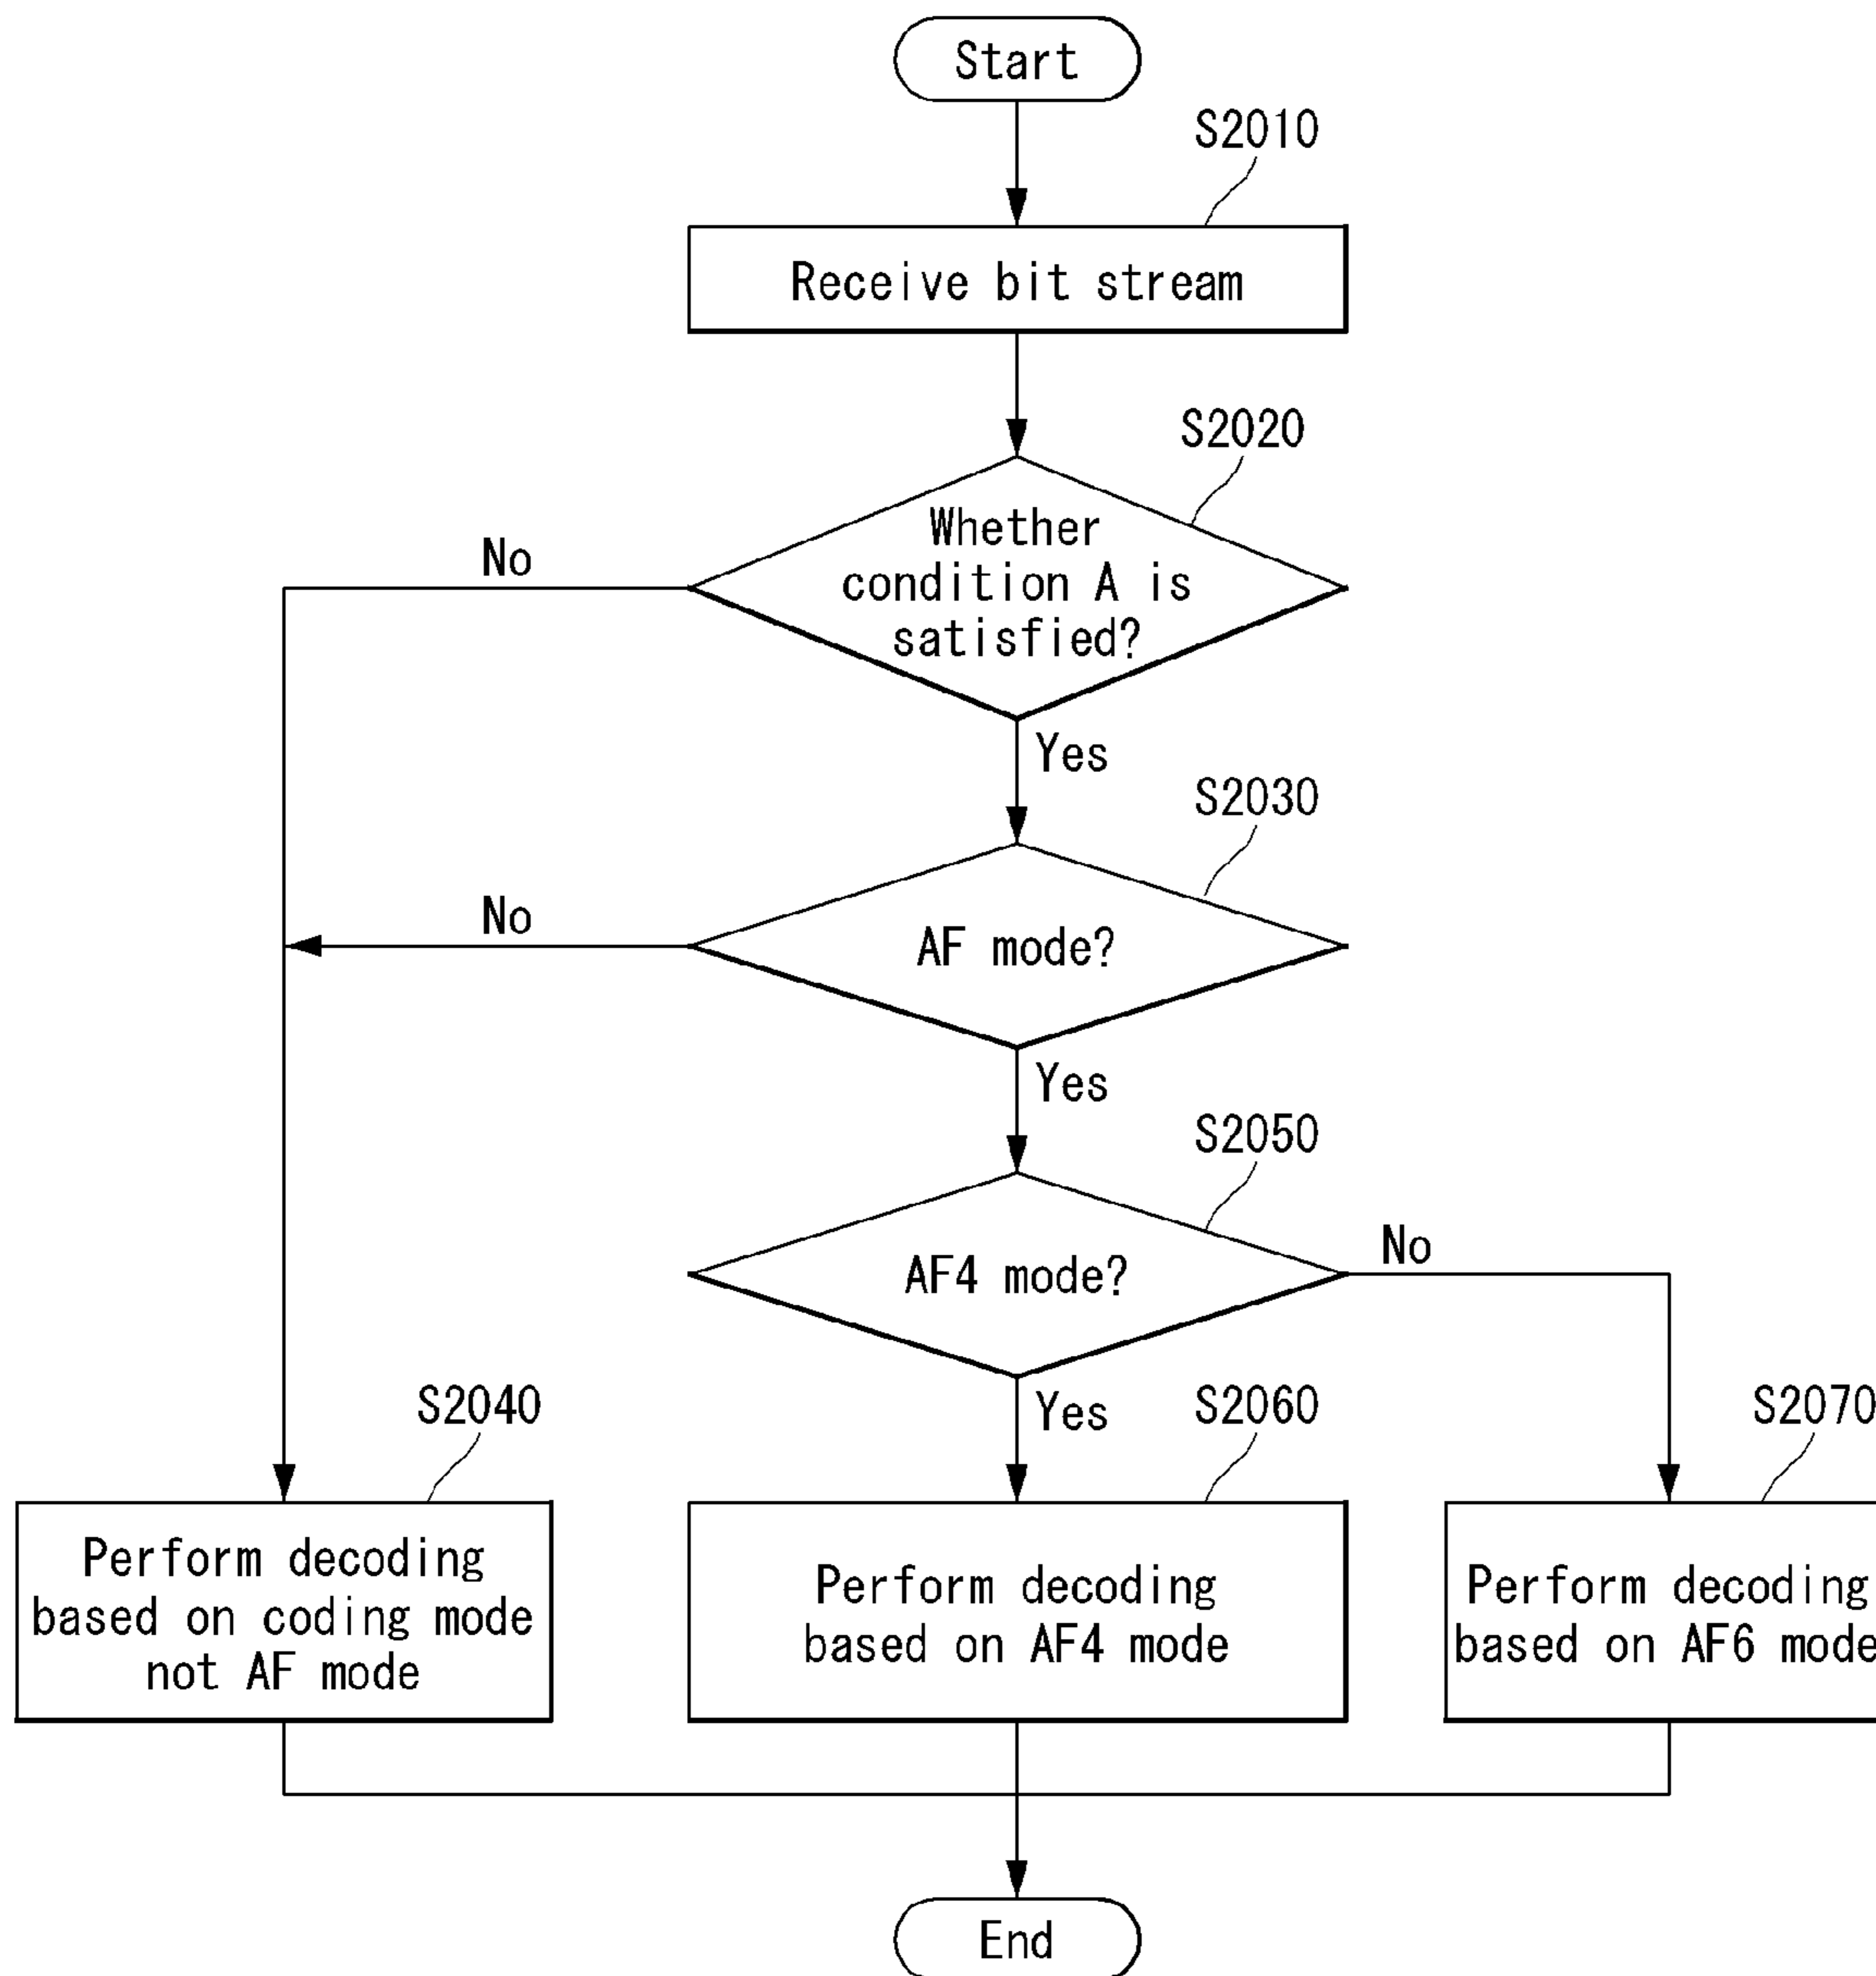 Start
S2010
Receive bit stream
S2020
Whether
condition A is
satisfied?
No
Yes
S2030
AF mode?
No
Yes
S2050
AF4 mode?
No
Yes
S2040
S2060
S2070
Perform decoding
based on coding mode
not AF mode
Perform decoding
based on AF4 mode
Perform decoding
based on AF6 mode
End